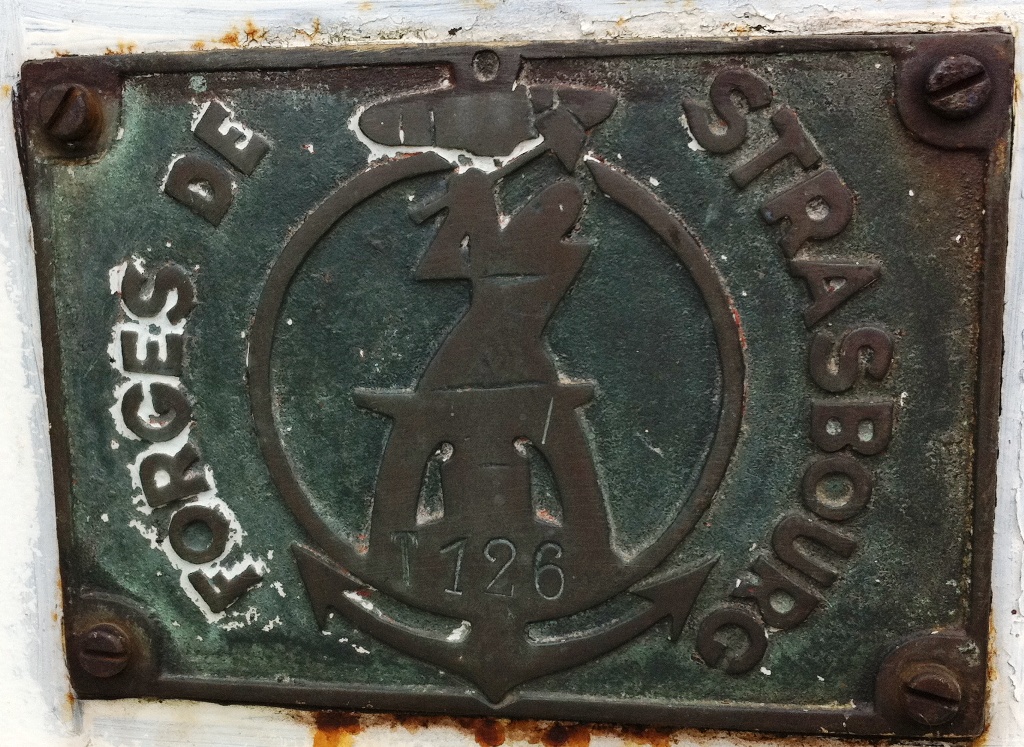 FORGES DE STRASBOURG
T 126